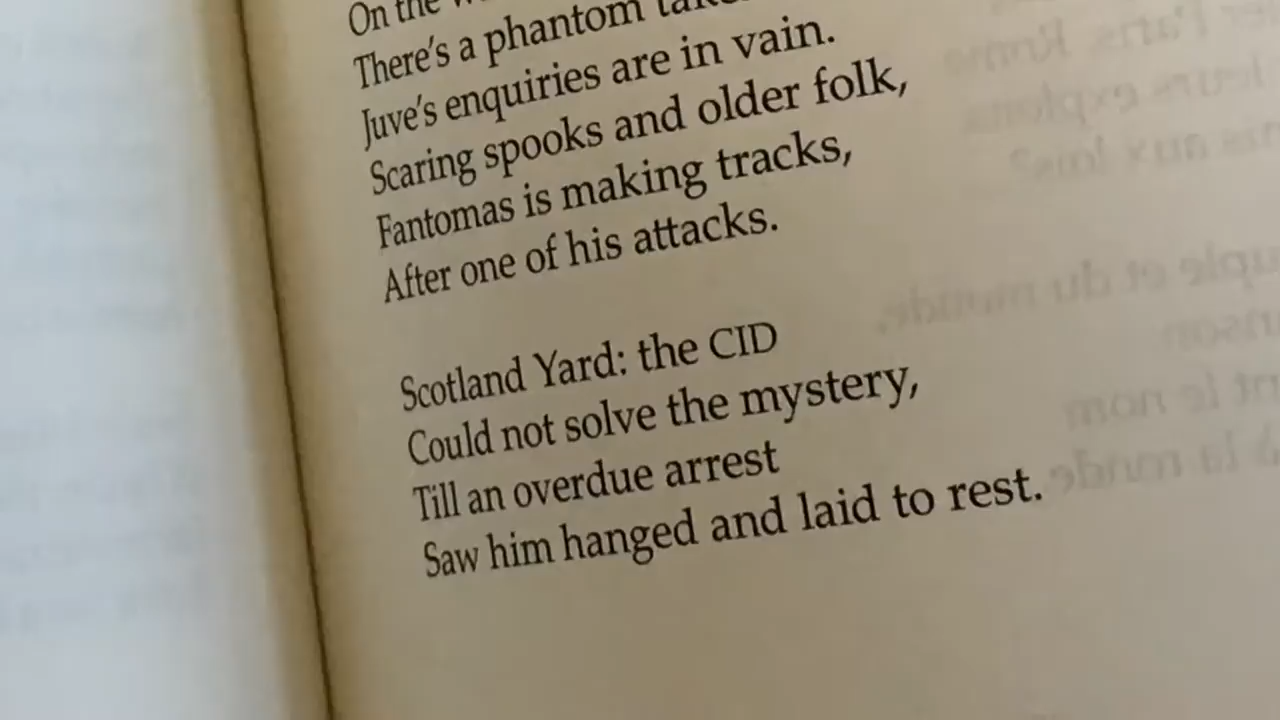 On the
There's a phantom
Juve's enquiries are in vain.
Scaring spooks and older folk,
Fantomas is making tracks,
After one of his attacks.
Scotland Yard: the CID
Could not solve the mystery,
Till an overdue arrest
Saw him hanged and laid to rest.